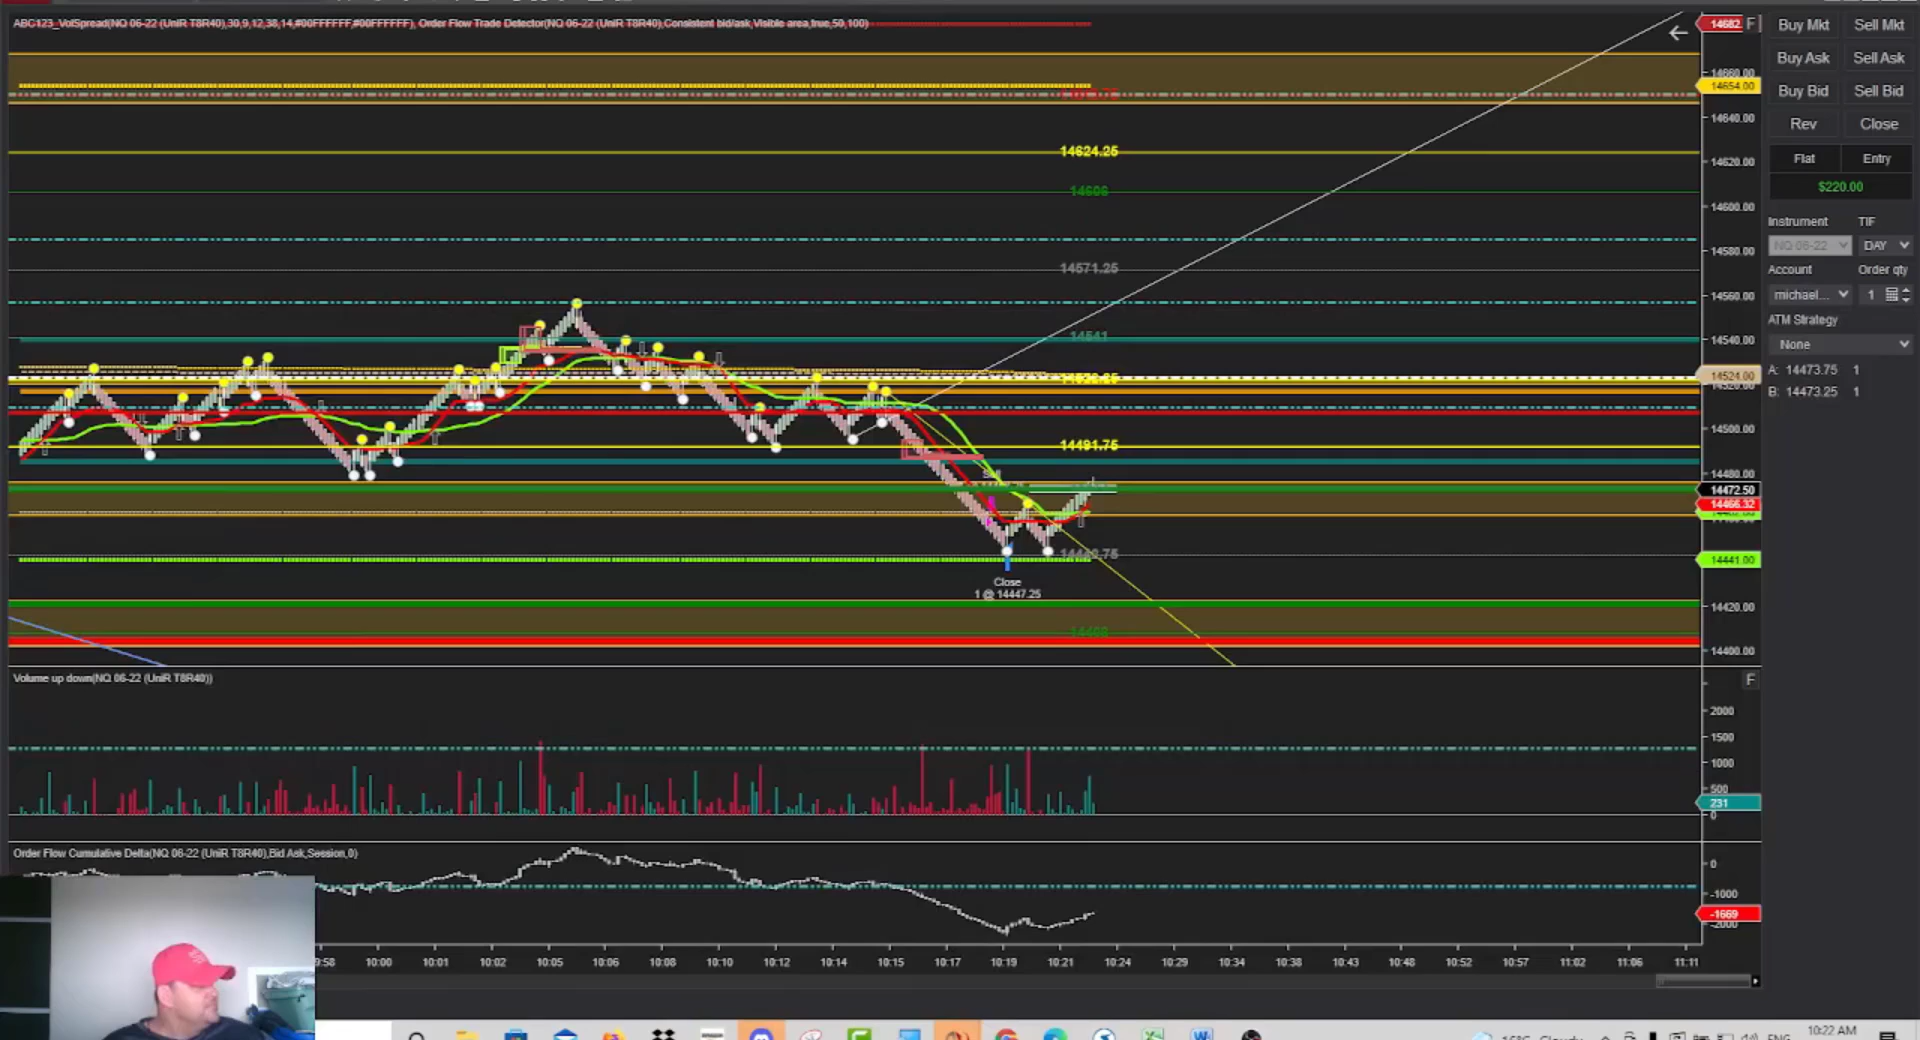 ABC123_VolSpread(NQ 06-22 (UniR T8R40),30,9,12,38,14,#00FFFFFF,#00FFFFFF), Order Flow Trade Detector(NQ 06-22 (UniR T8R40),Consistent bid/ask,Visible area,true,50,100)
14682. F
14660.00
14654.00
14640.00
14624.25
14620.00
14606
14600.00
14580.00
14571.25
14560.00
14541
14540.00
14524.00
14520.00
14500.00
14491.75
14480.00
Sell
14472.50
14466.32
14441.00
Close
1 @ 14447.25
14420.00
14400.00
Volume up down(NQ 06-22 (UniR T8R40))
F
2000
1500
1000
500
231
0
Order Flow Cumulative Delta(NQ 06-22 (UniR T8R40),Bid Ask,Session,0)
0
-1000
-1669
-2000
9:58 10:00 10:01 10:02 10:05 10:06 10:08 10:10 10:12 10:14 10:15 10:17 10:19 10:21 10:24 10:29 10:34 10:38 10:43 10:48 10:52 10:57 11:02 11:06 11:11
Buy Mkt Sell Mkt
Buy Ask Sell Ask
Buy Bid Sell Bid
Rev Close
Flat Entry
$220.00
Instrument TIF
NQ 06-22 DAY
Account Order qty
michael... 1
ATM Strategy
None
A: 14473.75 1
B: 14473.25 1
15°C Cloudy ENG 10:22 AM